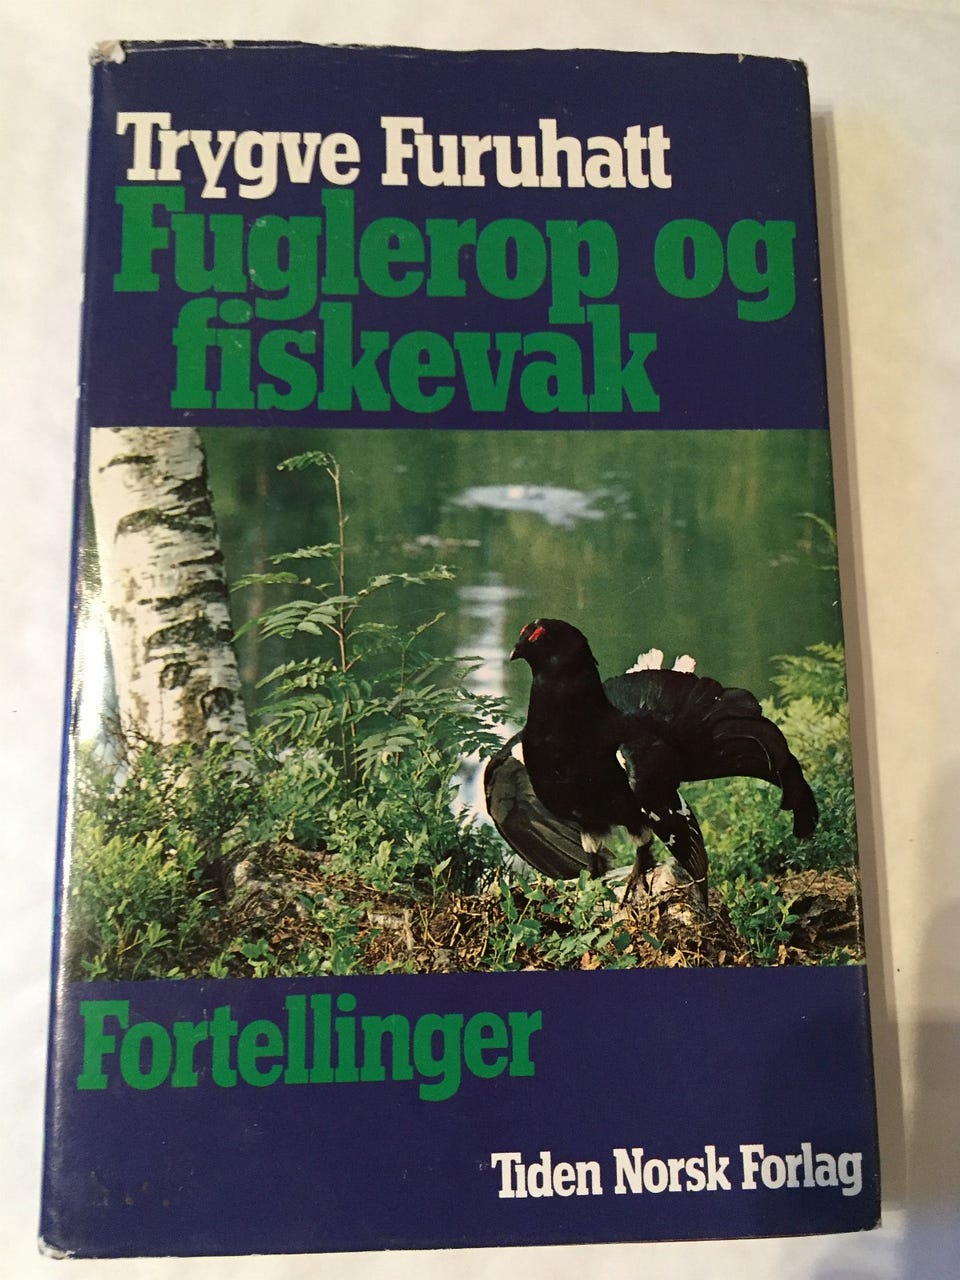 Trygve Furuhatt
Fuglerop og
fiskevak
Fortellinger
Tiden Norsk Forlag